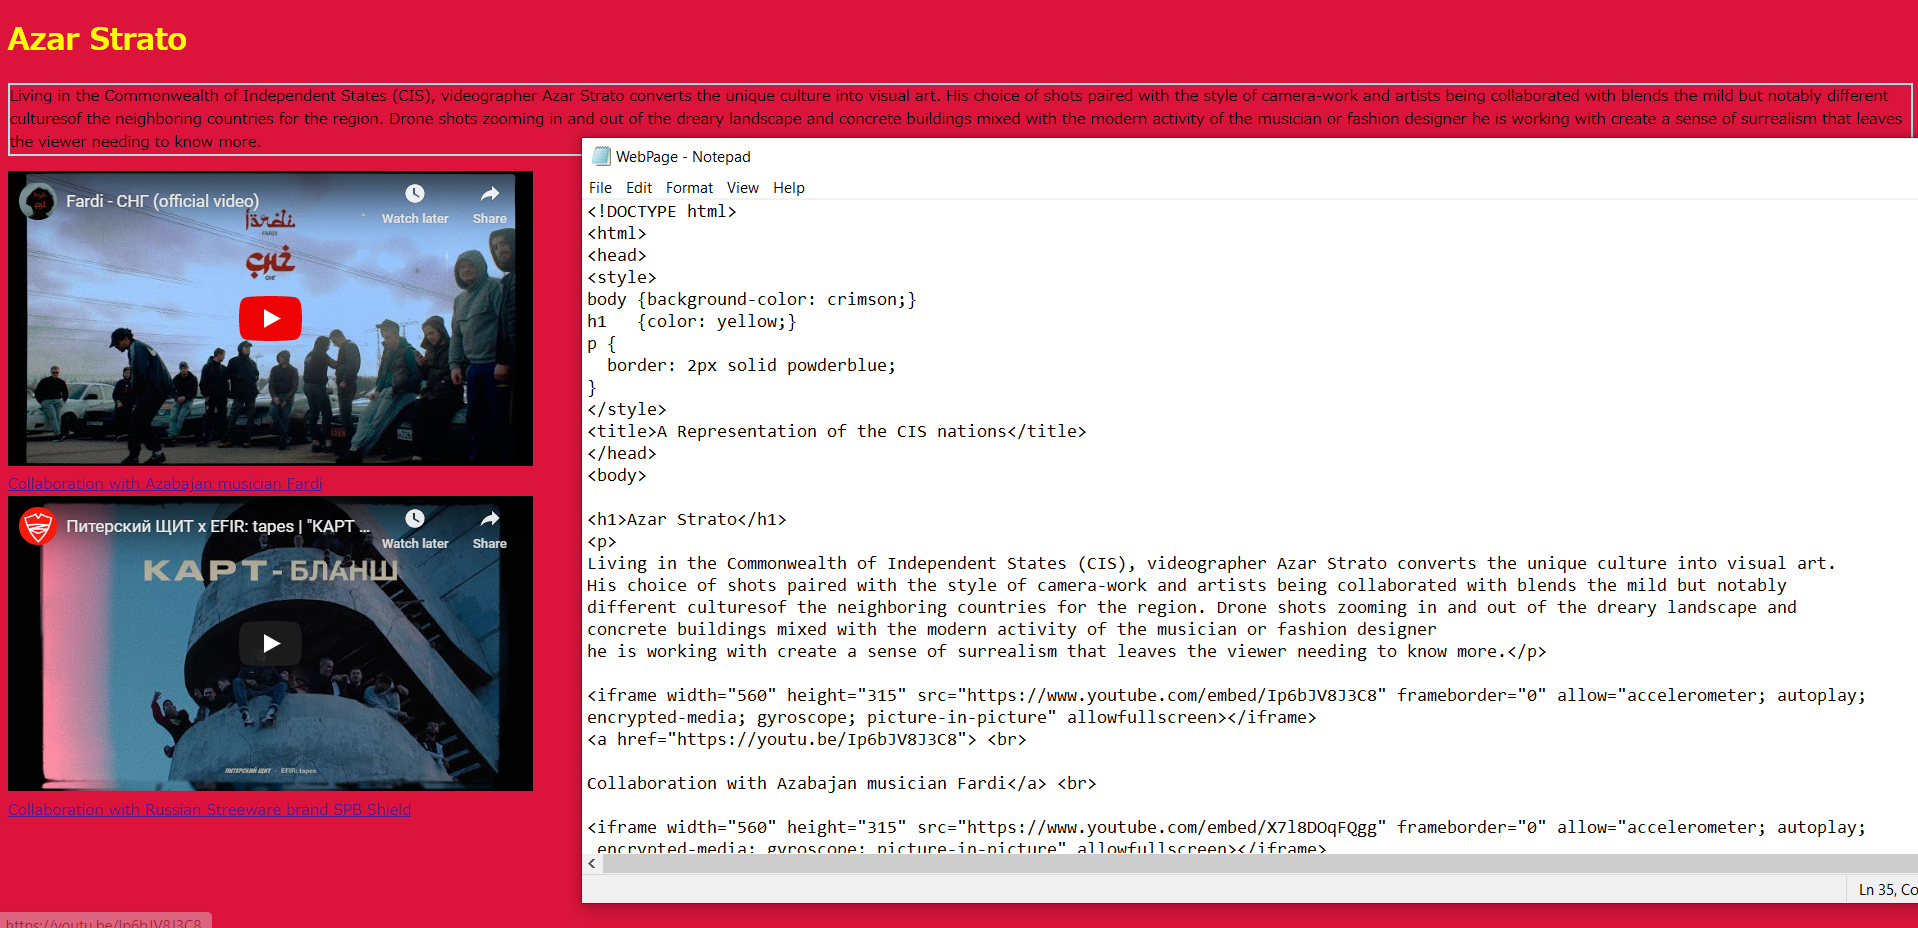 Azar Strato
Living in the Commonwealth of Independent States (CIS), videographer Azar Strato converts the unique culture into visual art. His choice of shots paired with the style of camera-work and artists being collaborated with blends the mild but notably different
culturesof the neighboring countries for the region. Drone shots zooming in and out of the dreary landscape and concrete buildings mixed with the modern activity of the musician or fashion designer he is working with create a sense of surrealism that leaves
the viewer needing to know more.
Fardi - СНГ (official video)
Watch later
Share
fardi
FARDI
СНГ
СНГ
Collaboration with Azabajan musician Fardi
Питерский ЩИТ x EFIR: tapes | "КАРТ ...
Watch later
Share
КАРТ-БЛАНШ
ПИТЕРСКИЙ ЩИТ · EFIR: tapes
Collaboration with Russian Streeware brand SPB Shield
https://youtu.be/Ip6bJV8J3C8
WebPage - Notepad
File Edit Format View Help
<!DOCTYPE html>
<html>
<head>
<style>
body {background-color: crimson;}
h1   {color: yellow;}
p {
  border: 2px solid powderblue;
}
</style>
<title>A Representation of the CIS nations</title>
</head>
<body>
<h1>Azar Strato</h1>
<p>
Living in the Commonwealth of Independent States (CIS), videographer Azar Strato converts the unique culture into visual art.
His choice of shots paired with the style of camera-work and artists being collaborated with blends the mild but notably
different culturesof the neighboring countries for the region. Drone shots zooming in and out of the dreary landscape and
concrete buildings mixed with the modern activity of the musician or fashion designer
he is working with create a sense of surrealism that leaves the viewer needing to know more.</p>
<iframe width="560" height="315" src="https://www.youtube.com/embed/Ip6bJV8J3C8" frameborder="0" allow="accelerometer; autoplay;
encrypted-media; gyroscope; picture-in-picture" allowfullscreen></iframe>
<a href="https://youtu.be/Ip6bJV8J3C8"> <br>
Collaboration with Azabajan musician Fardi</a> <br>
<iframe width="560" height="315" src="https://www.youtube.com/embed/X7l8DOqFQgg" frameborder="0" allow="accelerometer; autoplay;
encrypted-media; gyroscope; picture-in-picture" allowfullscreen></iframe>
Ln 35, Co